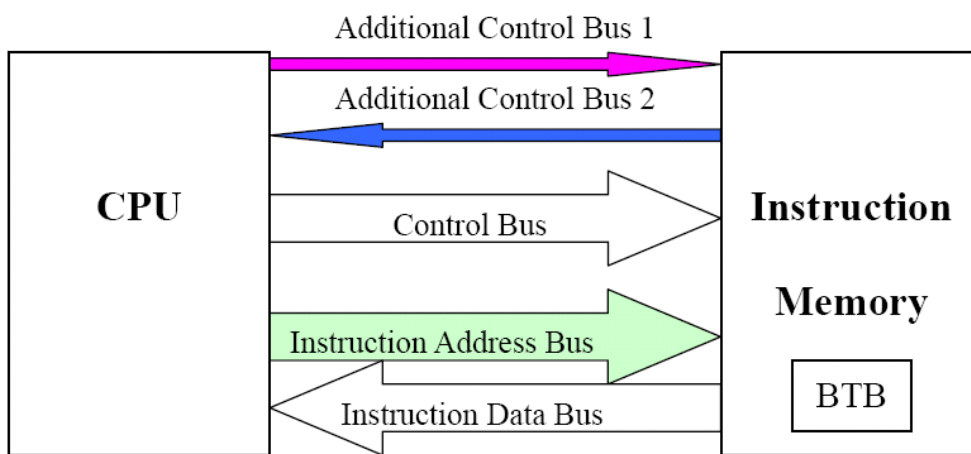 Additional Control Bus 1
Additional Control Bus 2
CPU
Control Bus
Instruction
Memory
Instruction Address Bus
BTB
Instruction Data Bus